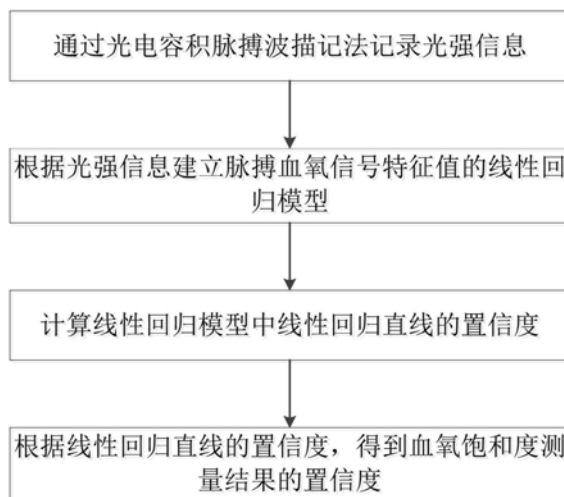 通过光电容积脉搏波描记法记录光强信息
根据光强信息建立脉搏血氧信号特征值的线性回
归模型
计算线性回归模型中线性回归直线的置信度
根据线性回归直线的置信度，得到血氧饱和度测
量结果的置信度